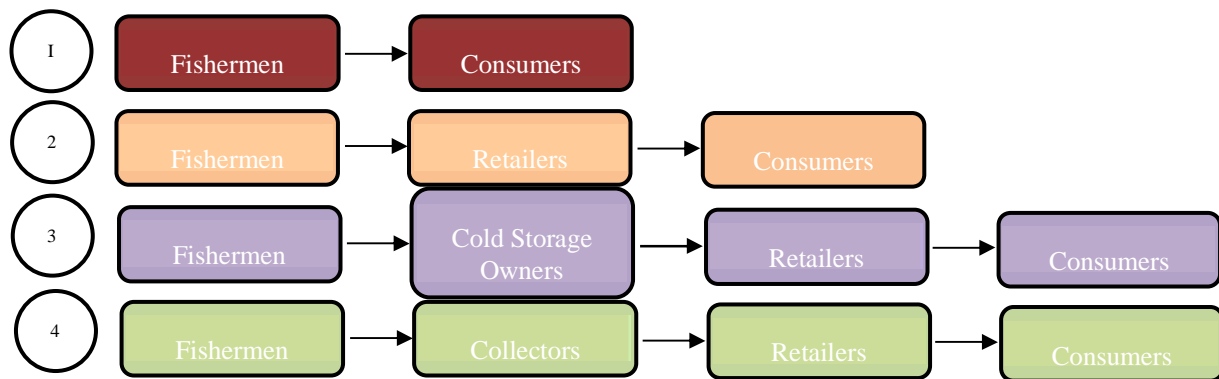 I
Fishermen
Consumers
2
Fishermen
Retailers
Consumers
3
Fishermen
Cold Storage
Owners
Retailers
Consumers
4
Fishermen
Collectors
Retailers
Consumers